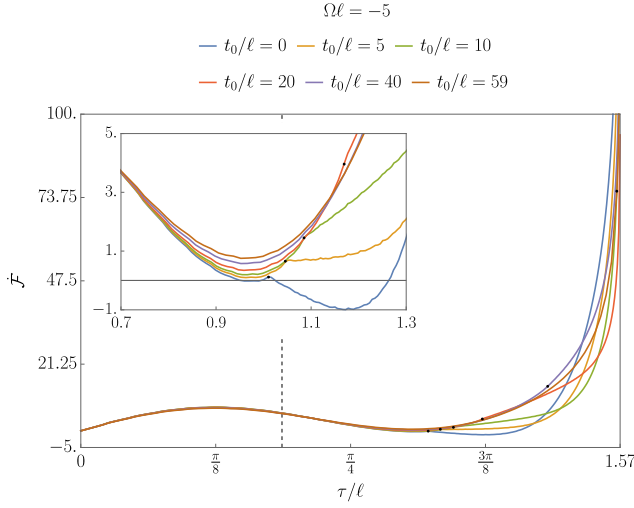 Ωℓ = −5
t₀/ℓ = 0 t₀/ℓ = 5 t₀/ℓ = 10
t₀/ℓ = 20 t₀/ℓ = 40 t₀/ℓ = 59
100.
73.75
47.5
21.25
−5.
Ḟ
5.
3.
1
−1.
0.7 0.9 1.1 1.3
0 π/8 π/4 3π/8 1.57
τ/ℓ